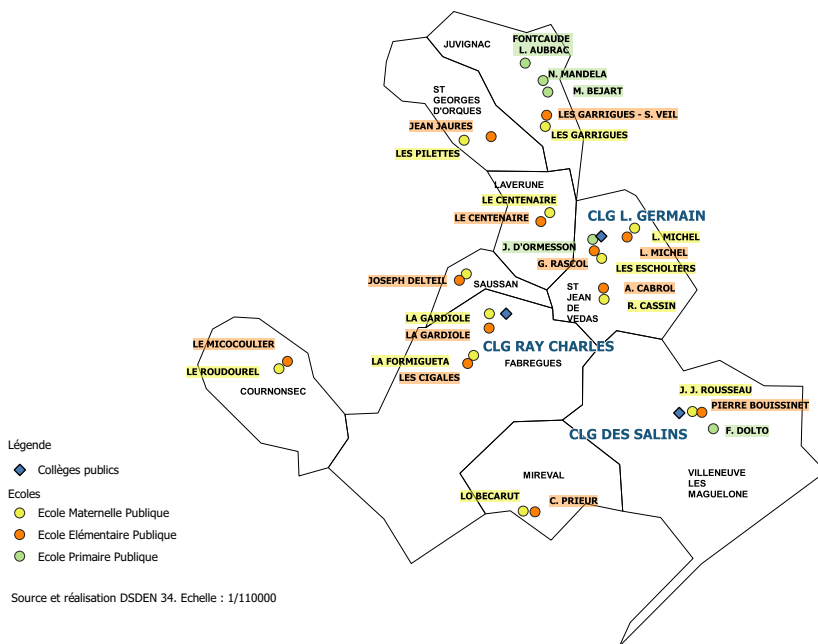 JUVIGNAC
FONTCAUDE
L. AUBRAC
N. MANDELA
M. BEJART
ST
GEORGES
D'ORQUES
LES GARRIGUES - S. VEIL
JEAN JAURES
LES GARRIGUES
LES PILETTES
LAVERUNE
LE CENTENAIRE
LE CENTENAIRE
CLG L. GERMAIN
L. MICHEL
J. D'ORMESSON
L. MICHEL
G. RASCOL
LES ESCHOLIERS
JOSEPH DELTEIL
SAUSSAN
ST
JEAN
DE
VEDAS
A. CABROL
R. CASSIN
LA GARDIOLE
LA GARDIOLE
CLG RAY CHARLES
LE MICOCOULIER
LA FORMIGUETA
FABREGUES
LE ROUDOUREL
LES CIGALES
COURNONSEC
J. J. ROUSSEAU
PIERRE BOUISSINET
CLG DES SALINS
F. DOLTO
MIREVAL
VILLENEUVE
LES
MAGUELONE
LO BECARUT
C. PRIEUR
Légende
Collèges publics
Ecoles
Ecole Maternelle Publique
Ecole Elémentaire Publique
Ecole Primaire Publique
Source et réalisation DSDEN 34. Echelle : 1/110000